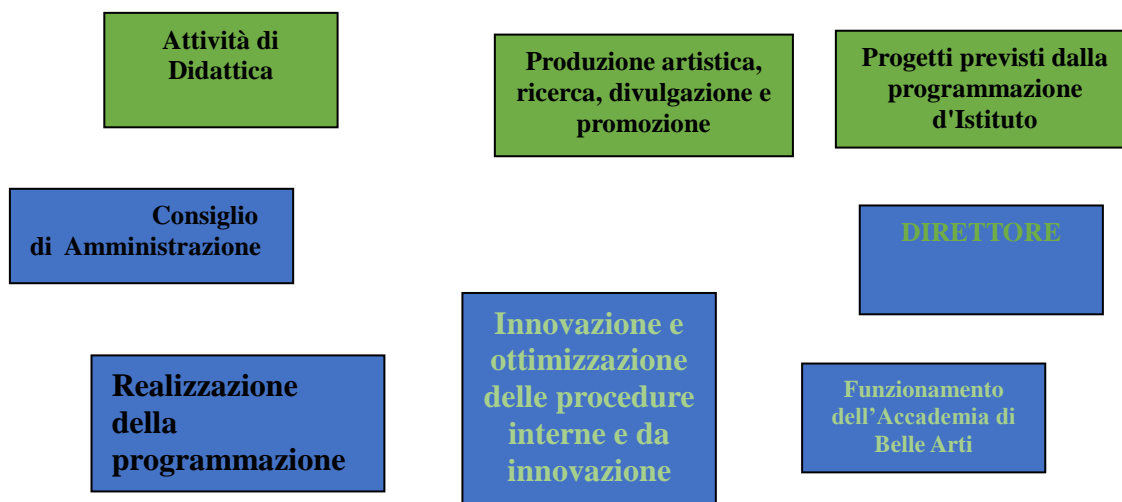 Attività di
Didattica
Produzione artistica,
ricerca, divulgazione e
promozione
Progetti previsti dalla
programmazione
d'Istituto
Consiglio
di Amministrazione
DIRETTORE
Innovazione e
ottimizzazione
delle procedure
interne e da
innovazione
Realizzazione
della
programmazione
Funzionamento
dell’Accademia di
Belle Arti